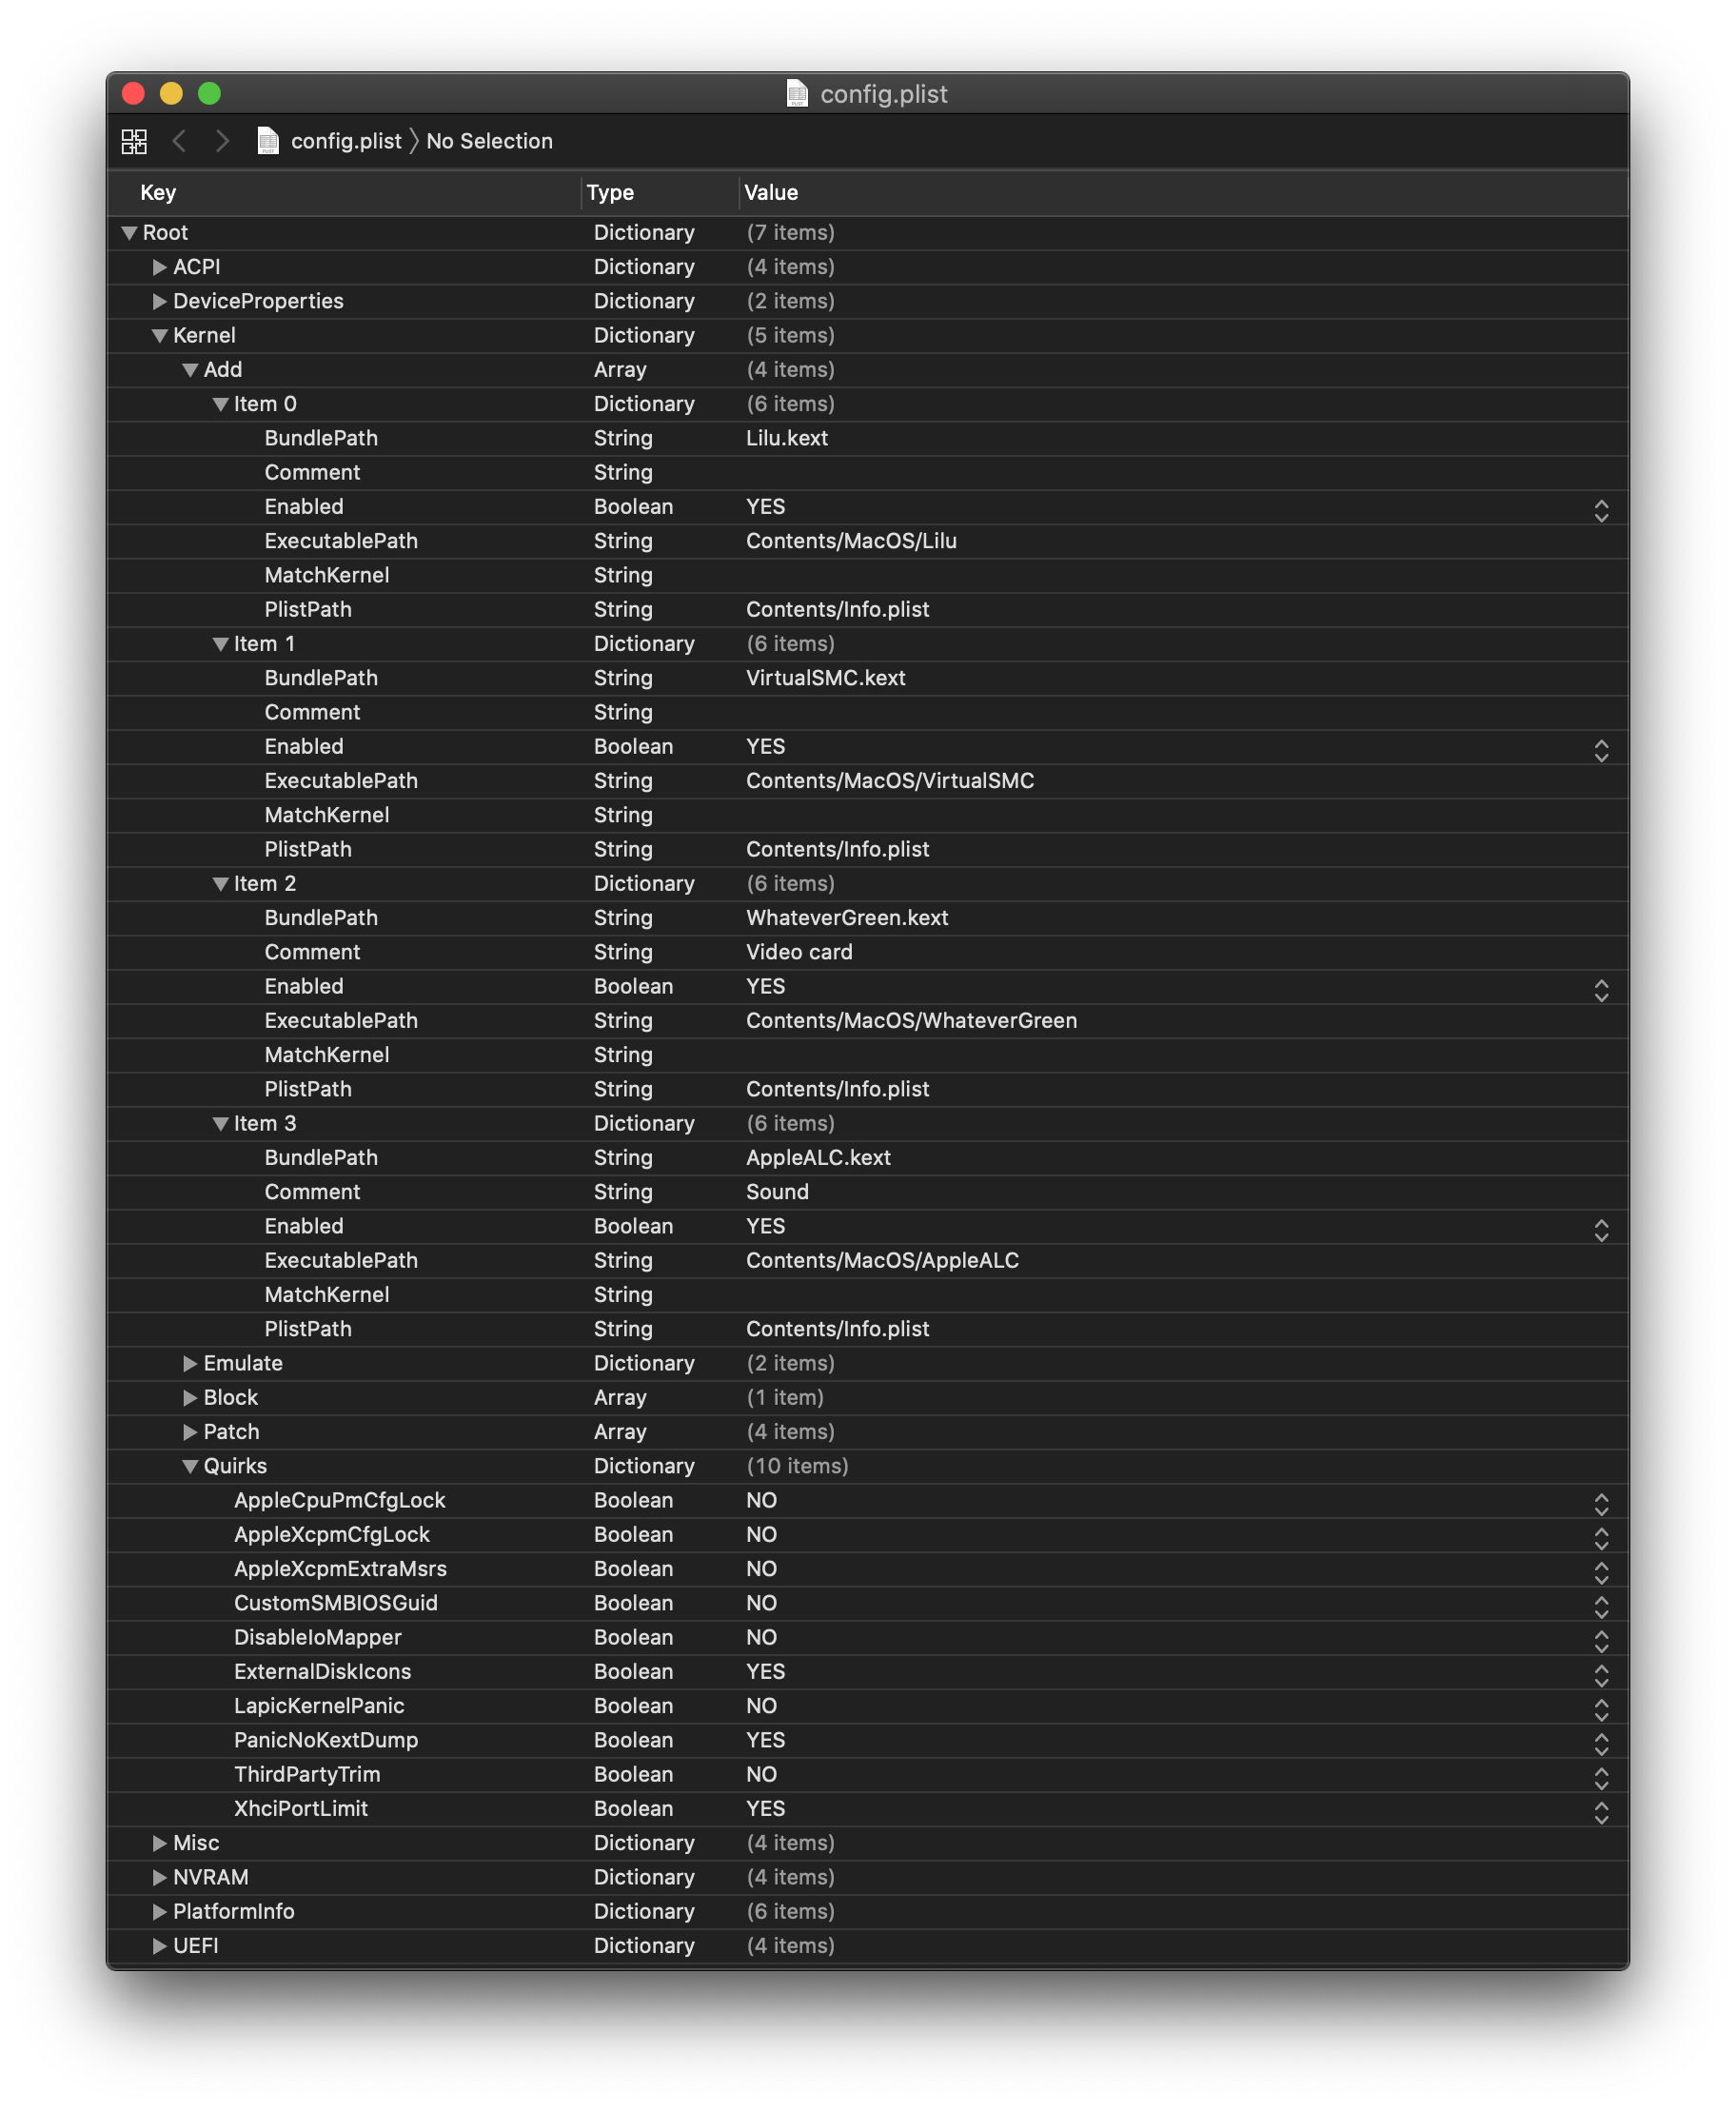 config.plist
config.plist 〉 No Selection
Key Type Value
Root Dictionary (7 items)
ACPI Dictionary (4 items)
DeviceProperties Dictionary (2 items)
Kernel Dictionary (5 items)
Add Array (4 items)
Item 0 Dictionary (6 items)
BundlePath String Lilu.kext
Comment String
Enabled Boolean YES
ExecutablePath String Contents/MacOS/Lilu
MatchKernel String
PlistPath String Contents/Info.plist
Item 1 Dictionary (6 items)
BundlePath String VirtualSMC.kext
Comment String
Enabled Boolean YES
ExecutablePath String Contents/MacOS/VirtualSMC
MatchKernel String
PlistPath String Contents/Info.plist
Item 2 Dictionary (6 items)
BundlePath String WhateverGreen.kext
Comment String Video card
Enabled Boolean YES
ExecutablePath String Contents/MacOS/WhateverGreen
MatchKernel String
PlistPath String Contents/Info.plist
Item 3 Dictionary (6 items)
BundlePath String AppleALC.kext
Comment String Sound
Enabled Boolean YES
ExecutablePath String Contents/MacOS/AppleALC
MatchKernel String
PlistPath String Contents/Info.plist
Emulate Dictionary (2 items)
Block Array (1 item)
Patch Array (4 items)
Quirks Dictionary (10 items)
AppleCpuPmCfgLock Boolean NO
AppleXcpmCfgLock Boolean NO
AppleXcpmExtraMsrs Boolean NO
CustomSMBIOSGuid Boolean NO
DisableIoMapper Boolean NO
ExternalDiskIcons Boolean YES
LapicKernelPanic Boolean NO
PanicNoKextDump Boolean YES
ThirdPartyTrim Boolean NO
XhciPortLimit Boolean YES
Misc Dictionary (4 items)
NVRAM Dictionary (4 items)
PlatformInfo Dictionary (6 items)
UEFI Dictionary (4 items)